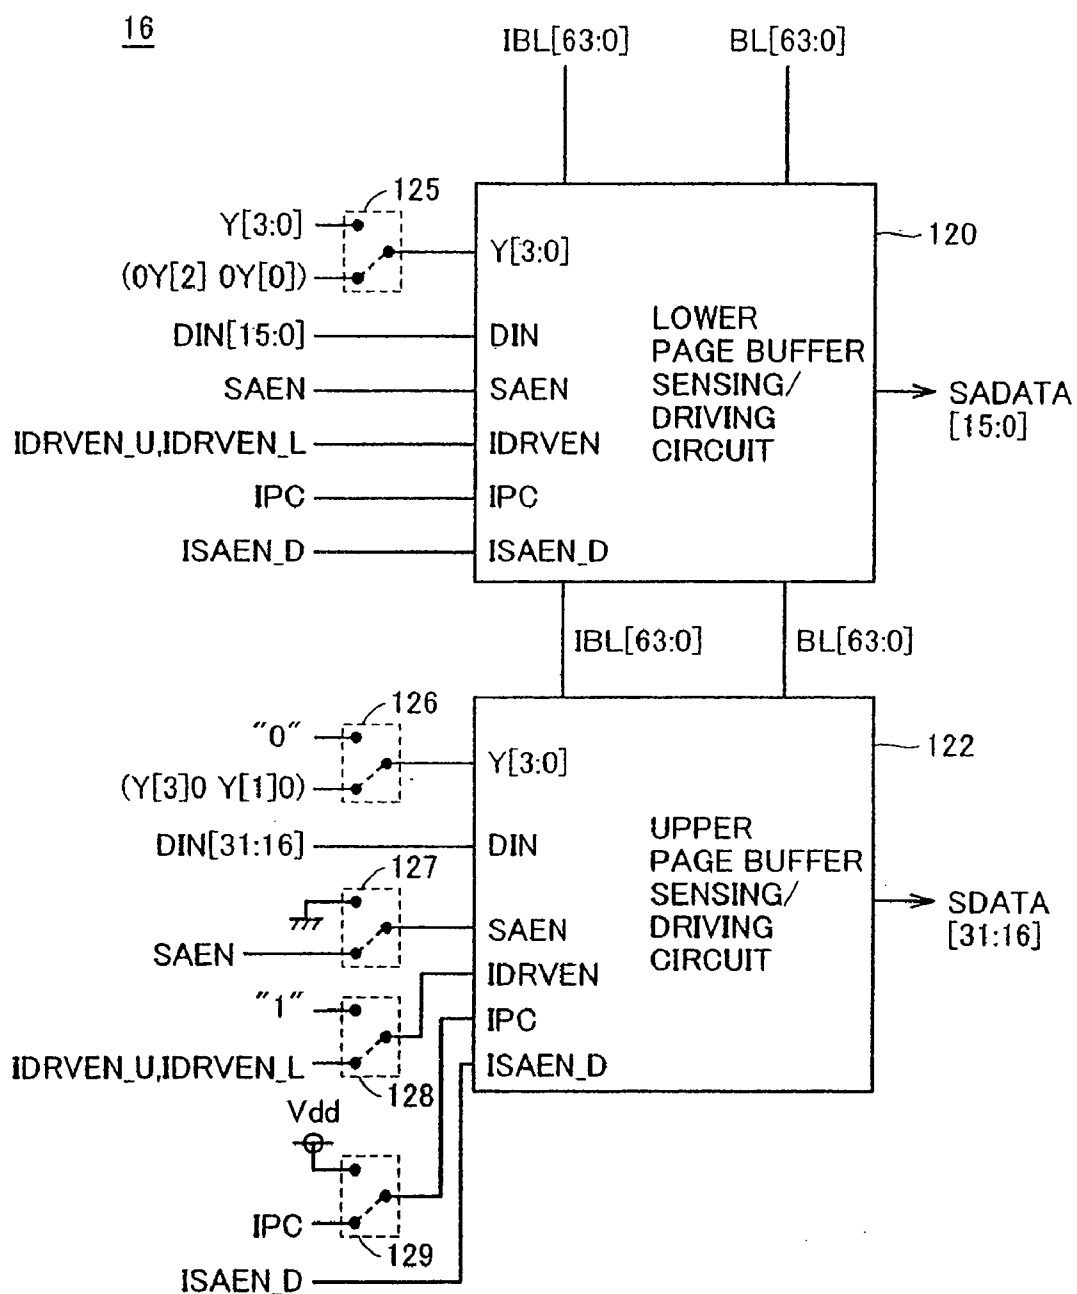 16
IBL[63:0]
BL[63:0]
125
Y[3:0]
(0Y[2] 0Y[0])
Y[3:0]
120
DIN[15:0]
DIN
SAEN
SAEN
IDRVEN_U,IDRVEN_L
IDRVEN
IPC
IPC
ISAEN_D
ISAEN_D
LOWER
PAGE BUFFER
SENSING/
DRIVING
CIRCUIT
SADATA
[15:0]
IBL[63:0]
BL[63:0]
126
"0"
(Y[3]0 Y[1]0)
Y[3:0]
122
DIN[31:16]
DIN
127
SAEN
SAEN
"1"
IDRVEN_U,IDRVEN_L
128
IDRVEN
IPC
ISAEN_D
UPPER
PAGE BUFFER
SENSING/
DRIVING
CIRCUIT
SDATA
[31:16]
Vdd
IPC
129
ISAEN_D